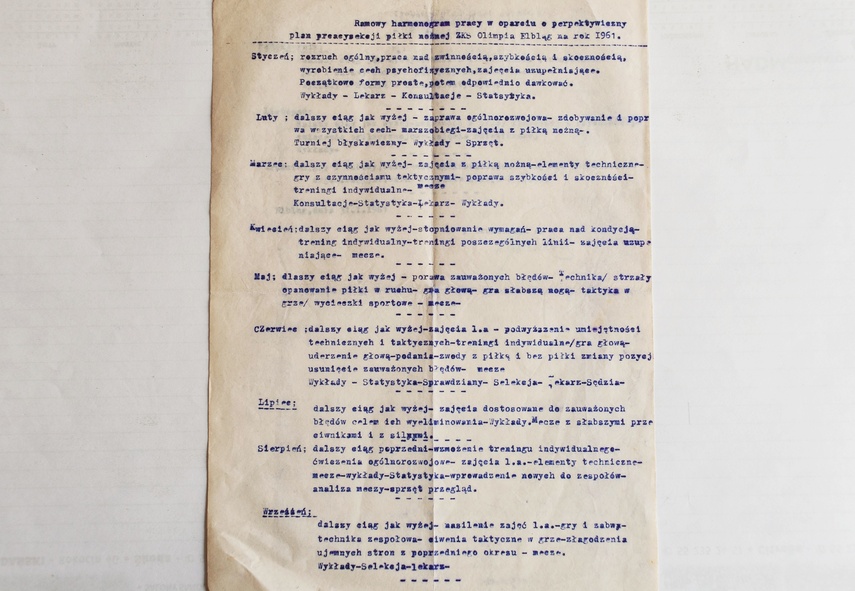 Ramowy harmonogram pracy w oparciu o perpektywiczny
plan pracysekcji piłki nożnej ZKS Olimpia Elbląg na rok 1961.
Styczeń; rozruch ogólny,praca nad zwinnością,szybkością i skocznością,
wyrobienie cech psychofizycznych,zajęcia uzupełniające.
Początkowe formy proste,potem odpowiednio dawkować.
Wykłady - Lekarz - Konsultacje - Statsytyka.
Luty ; dalszy ciąg jak wyżej - zaprawa ogólnorozwojowa- zdobywanie i popr
wa wszystkich cech- marszobiegi-zajęcia z piłką nożną-.
Turniej błyskawiczny- Wykłady - Sprzęt.
Marzec; dalszy ciąg jak wyżej- zajęcia z piłką nożną-elementy techniczne-
gry z czynnościamu taktycznymi- poprawa szybkości i skoczności-
treningi indywidualne- mecze
Konsultacje-Statystyka-Lekarz- Wykłady.
Kwiecień;dalszy ciąg jak wyżej-stopniowanie wymagań- praca nad kondycją-
trening indywidualny-treningi poszczególnych linii- zajęcia uzupe
niające- mecze.
Maj; dlaszy ciąg jak wyżej - porawa zauważonych błędów- Technika/ strzały
opanowanie piłki w ruchu- gra głową- gra słabszą nogą- taktyka w
grze/ wycieczki sportowe - mecze-
CZerwiec ;dalszy ciąg jak wyżej-zajęcia l.a - podwyższenie umiejętności
technicznych i taktycznych-treningi indywidualne/gra głową-
uderzenie głową-podania-zwody z piłką i bez piłki zmiany pozycji
usunięcie zauważonych błędów- mecze
Wykłady - Statystyka-Sprawdziany- Selekcja- Lekarz-Sędzia-
Lipiec:
dalszy ciąg jak wyżej- zajęcia dostosowane do zauważonych
błędów celem ich wyeliminowania-Wykłady.Mecze z słabszymi prze
ciwnikami i z silnymi.
Sierpień; dalszy ciąg poprzedni-wzmożenie treningu indywidualnego-
ćwiczenia ogólnorozwojowe- zajęcia l.a.-elementy techniczne-
mecze-wykłady-Statystyka-wprowadzenie nowych do zespołów-
analiza meczy-sprzęt przegląd.
Wrzesień;
dalszy ciąg jak wyżej- nasilenie zajęć l.a.-gry i zabwy-
technika zespołowa- ciwenia taktyczne w grze-złagodzenia
ujemnych stron z poprzedniego okresu - mecze.
Wykłady-Selekcja-lekarz-